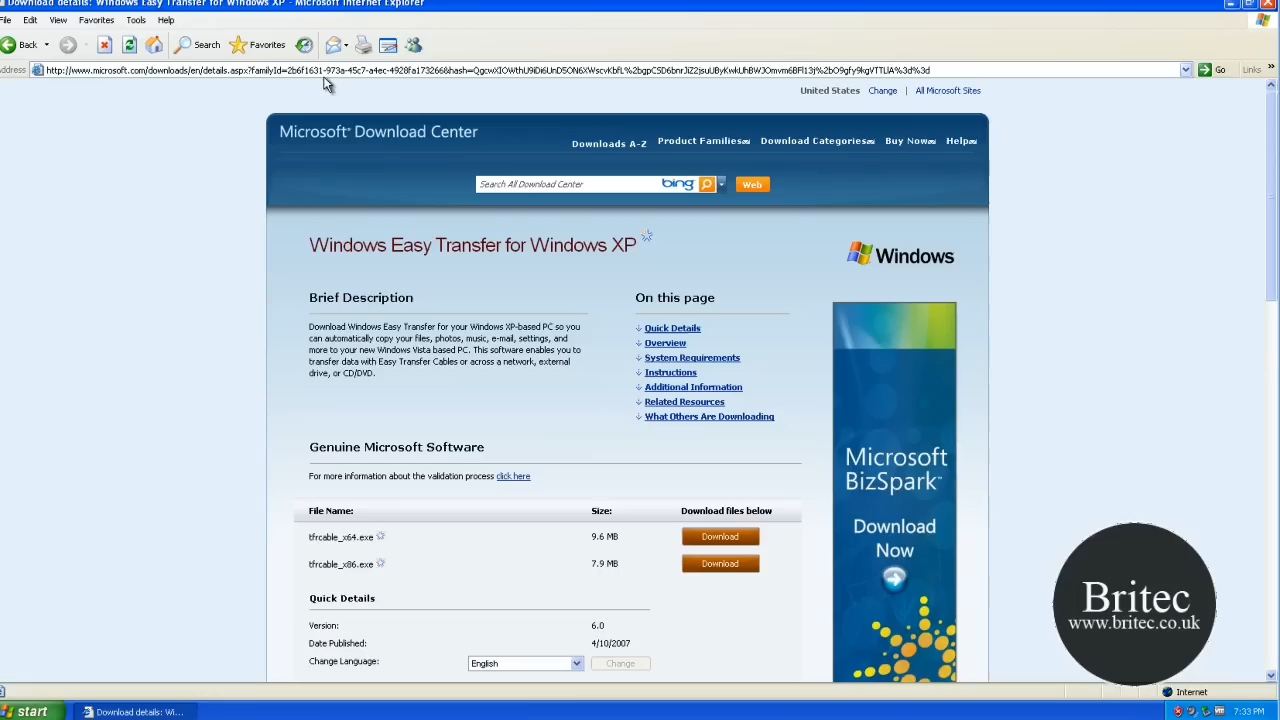 Download details: Windows Easy Transfer for Windows XP - Microsoft Internet Explorer
File Edit View Favorites Tools Help
Back Search Favorites
Address
Go Links
United States Change | All Microsoft Sites
Microsoft Download Center
Downloads A-Z Product Families Download Categories Buy Now Help
Search All Download Center bing Web
Windows Easy Transfer for Windows XP
Windows
Brief Description
Download Windows Easy Transfer for your Windows XP-based PC so you
can automatically copy your files, photos, music, e-mail, settings, and
more to your new Windows Vista based PC. This software enables you to
transfer data with Easy Transfer Cables or across a network, external
drive, or CD/DVD.
On this page
Quick Details
Overview
System Requirements
Instructions
Additional Information
Related Resources
What Others Are Downloading
Genuine Microsoft Software
For more information about the validation process click here
File Name: Size: Download files below
tfrcable_x64.exe 9.6 MB Download
tfrcable_x86.exe 7.9 MB Download
Quick Details
Version: 6.0
Date Published: 4/10/2007
Change Language: English Change
Microsoft
BizSpark™
Download
Now
Britec
www.britec.co.uk
Internet
start Download details: Wi... 7:33 PM